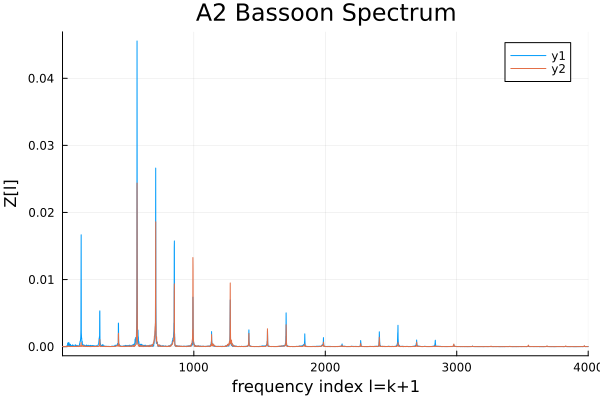 A2 Bassoon Spectrum
y1
y2
Z[l]
0.04
0.03
0.02
0.01
0.00
1000
2000
3000
4000
frequency index l=k+1